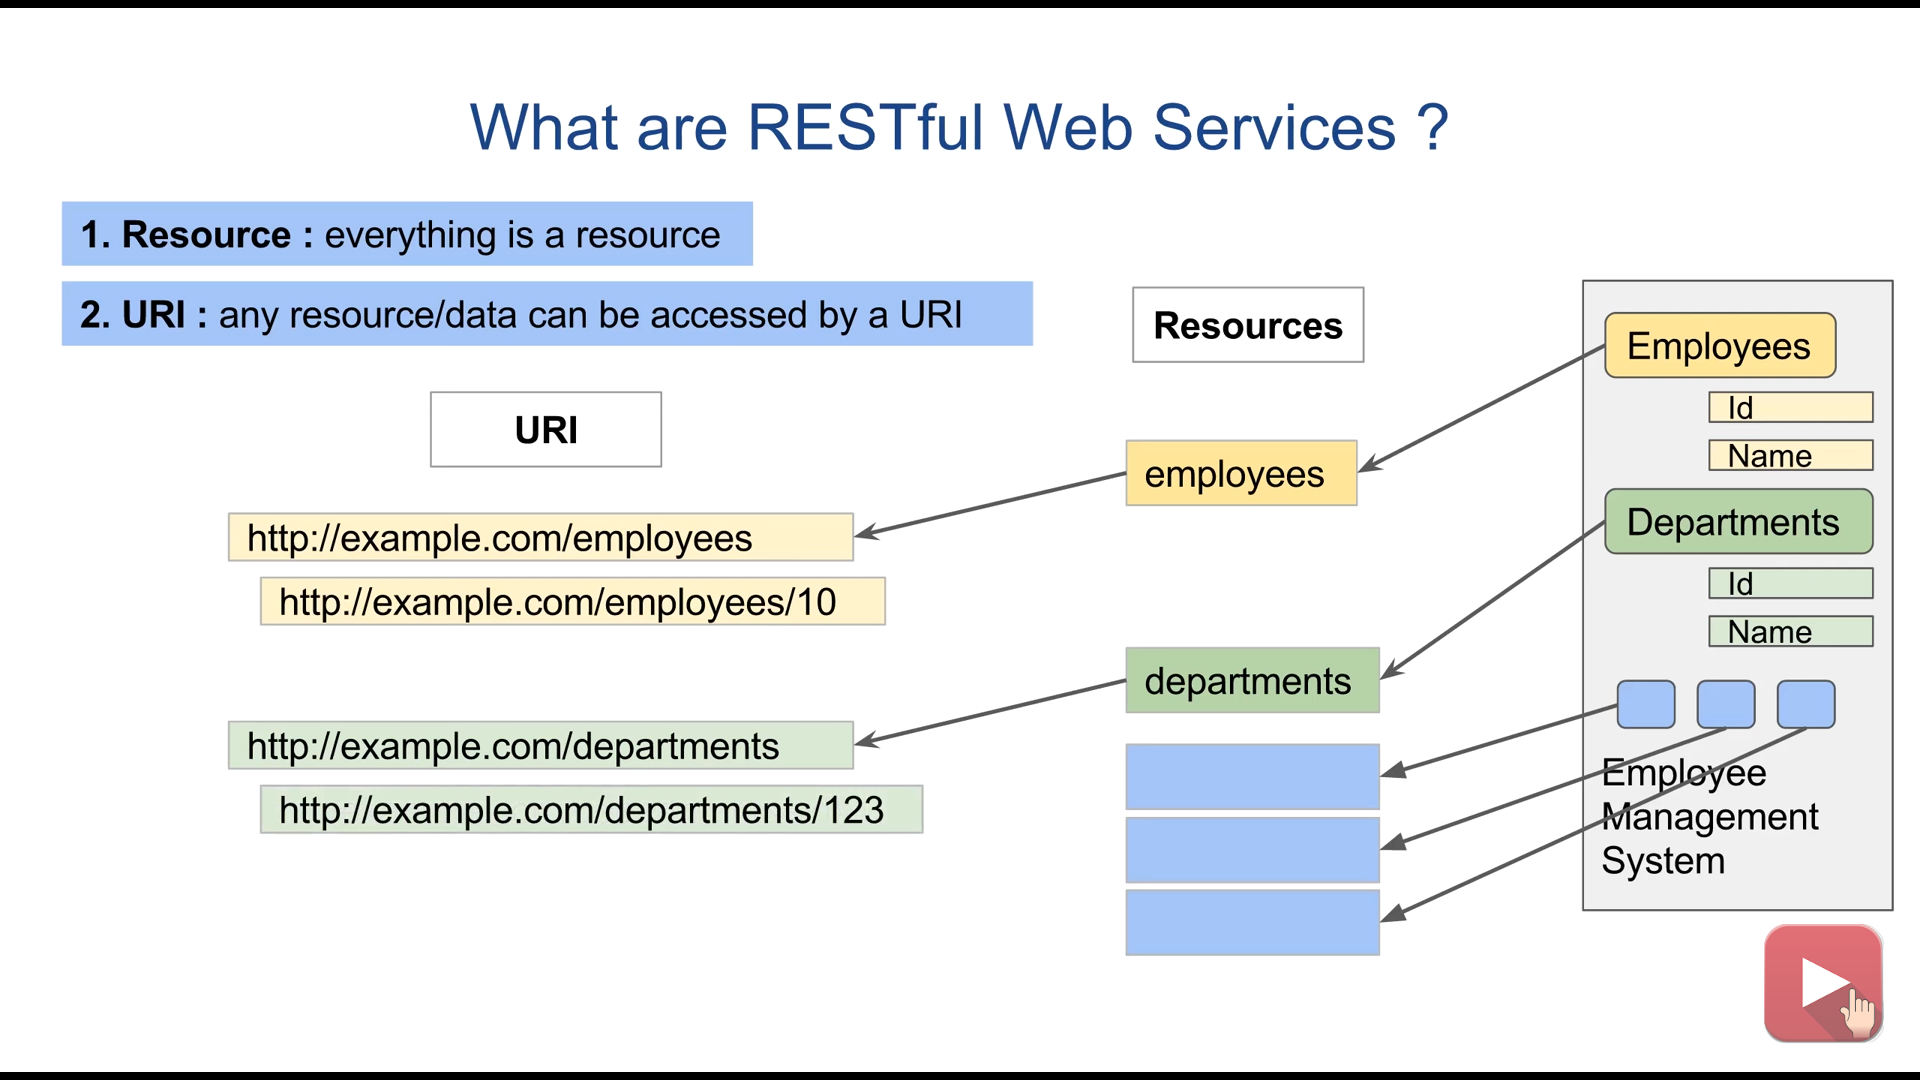 What are RESTful Web Services ?
1. Resource : everything is a resource
2. URI : any resource/data can be accessed by a URI
URI
http://example.com/employees
http://example.com/employees/10
http://example.com/departments
http://example.com/departments/123
Resources
employees
departments
Employees
Id
Name
Departments
Id
Name
Employee
Management
System